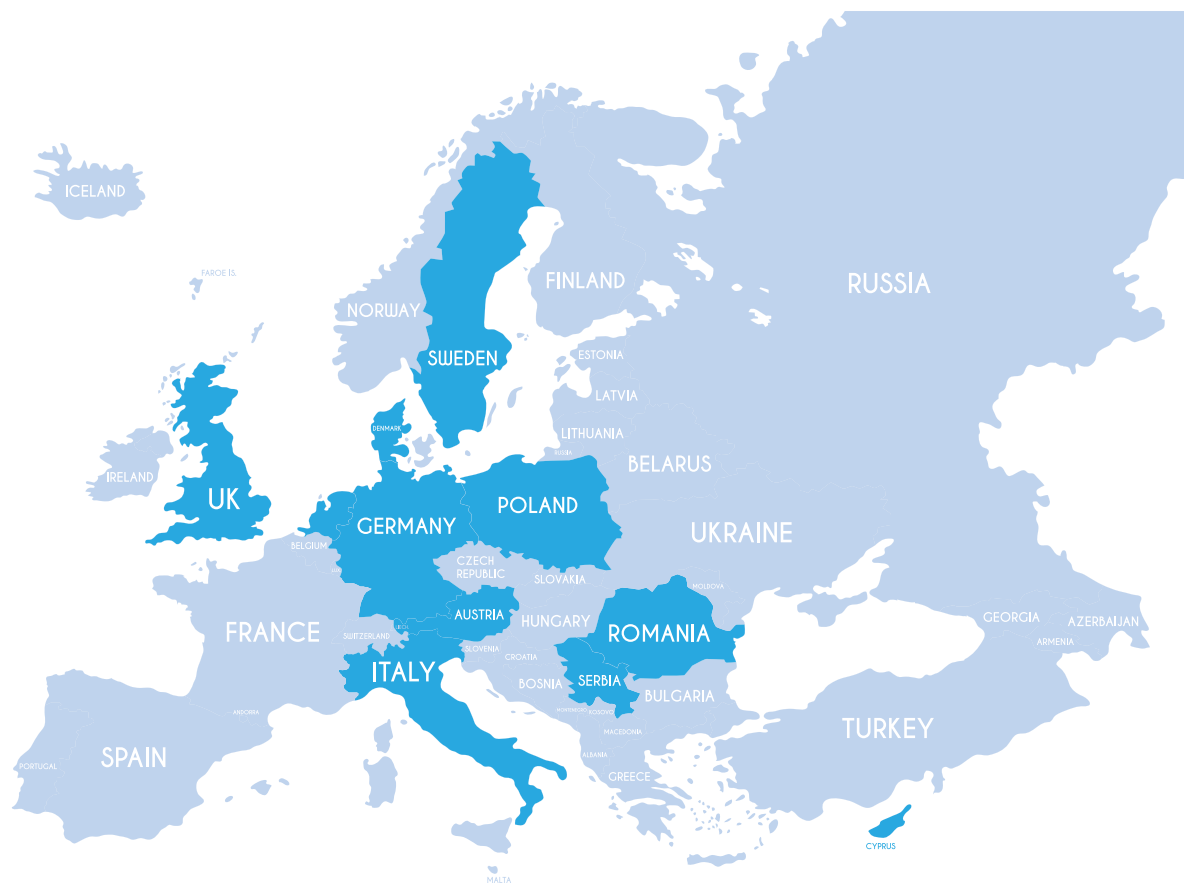 ICELAND
FAROE IS.
NORWAY
SWEDEN
FINLAND
RUSSIA
ESTONIA
LATVIA
LITHUANIA
RUSSIA
BELARUS
DENMARK
IRELAND
UK
GERMANY
POLAND
UKRAINE
BELGIUM
CZECH
REPUBLIC
SLOVAKIA
MOLDOVA
AUSTRIA
HUNGARY
ROMANIA
FRANCE
SWITZERLAND
ITALY
SLOVENIA
CROATIA
BOSNIA
SERBIA
BULGARIA
MONTENEGRO
KOSOVO
MACEDONIA
ALBANIA
GREECE
GEORGIA
AZERBAIJAN
ARMENIA
TURKEY
ANDORRA
SPAIN
PORTUGAL
CYPRUS
MALTA